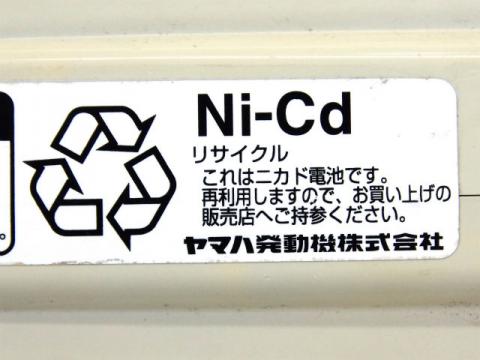 Ni-Cd
リサイクル
これはニカド電池です。
再利用しますので、お買い上げの
販売店へご持参ください。
ヤマハ発動機株式会社
。